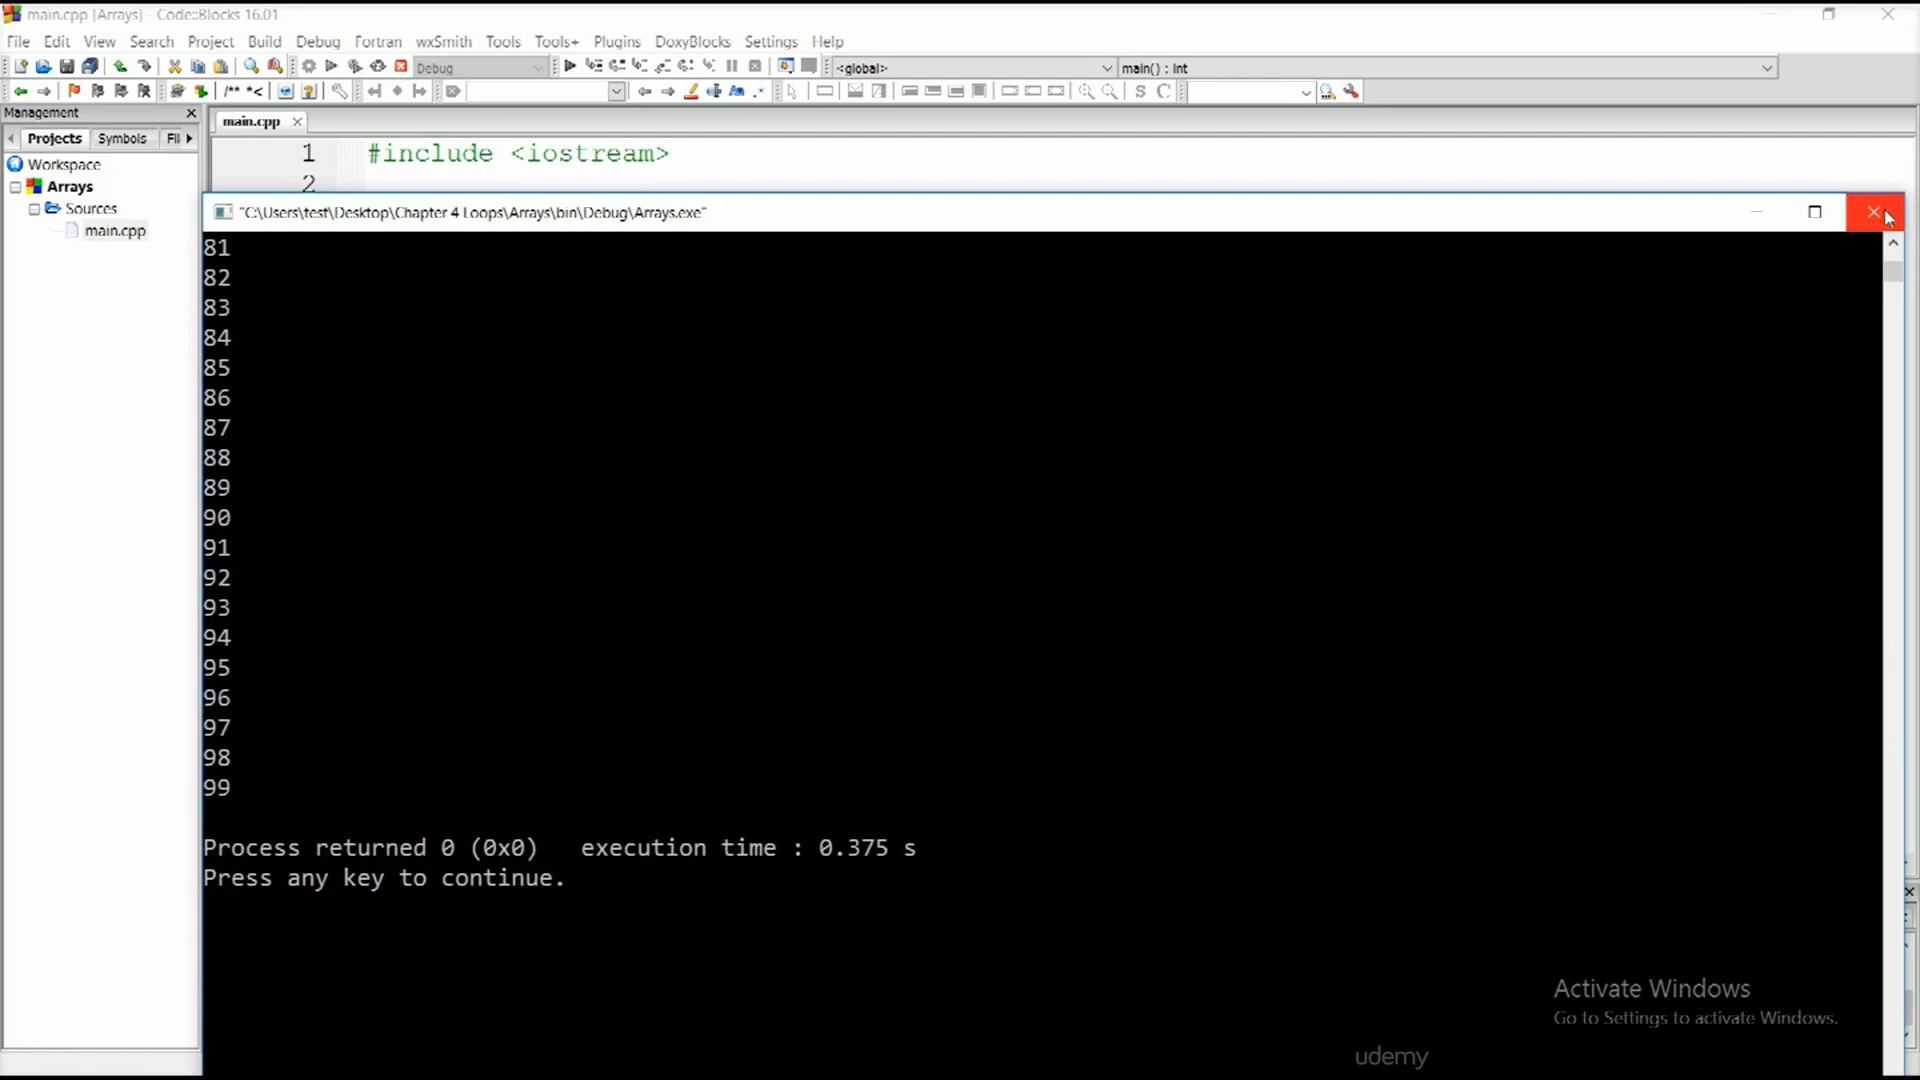 main.cpp [Arrays] - Code::Blocks 16.01
File Edit View Search Project Build Debug Fortran wxSmith Tools Tools+ Plugins DoxyBlocks Settings Help
Debug <global> main() : int
/** *< S C
Management
Projects Symbols Fil
main.cpp
Workspace
Arrays
Sources
main.cpp
1 #include <iostream>
2
"C:\Users\test\Desktop\Chapter 4 Loops\Arrays\bin\Debug\Arrays.exe"
81
82
83
84
85
86
87
88
89
90
91
92
93
94
95
96
97
98
99
Process returned 0 (0x0) execution time : 0.375 s
Press any key to continue.
Activate Windows
Go to Settings to activate Windows.
udemy